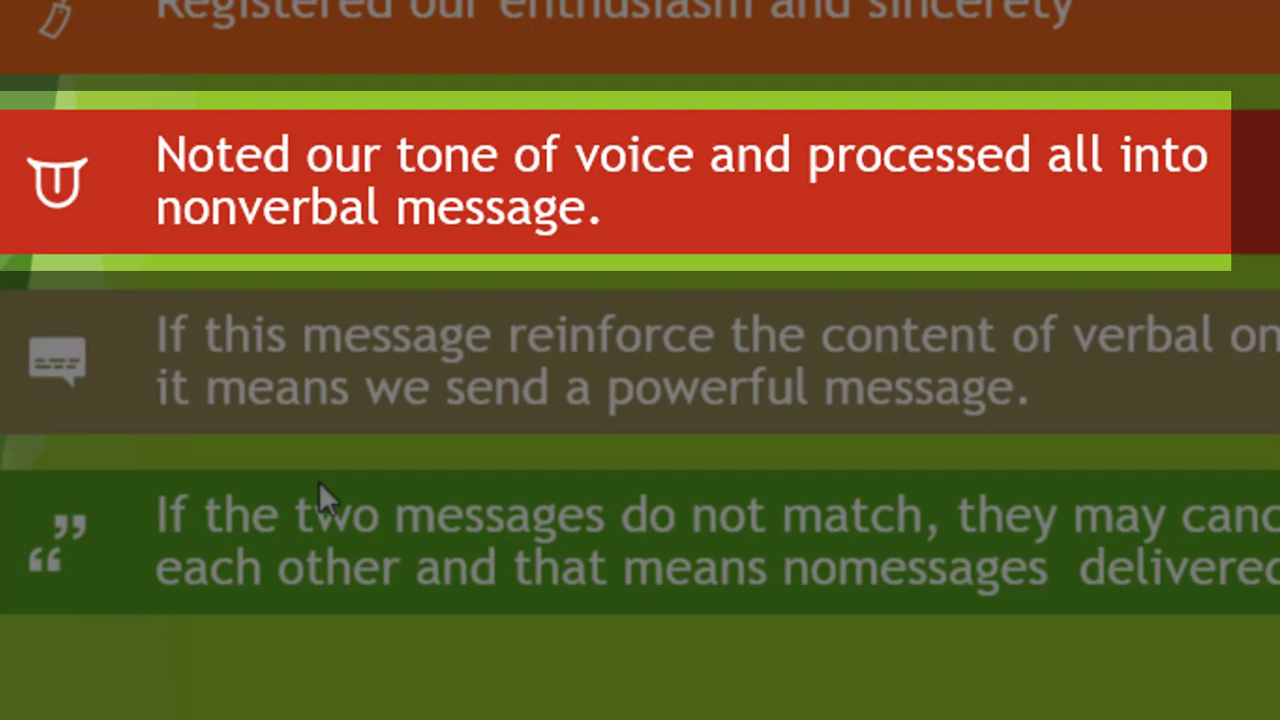 Registered our enthusiasm and sincerety
Noted our tone of voice and processed all into
nonverbal message.
If this message reinforce the content of verbal
it means we send a powerful message.
If the two messages do not match, they may
each other and that means nomessages delivered